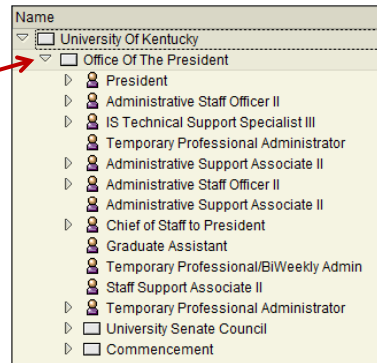 Name
University Of Kentucky
Office Of The President
President
Administrative Staff Officer II
IS Technical Support Specialist III
Temporary Professional Administrator
Administrative Support Associate II
Administrative Staff Officer II
Administrative Support Associate II
Chief of Staff to President
Graduate Assistant
Temporary Professional/BiWeekly Admin
Staff Support Associate II
Temporary Professional Administrator
University Senate Council
Commencement